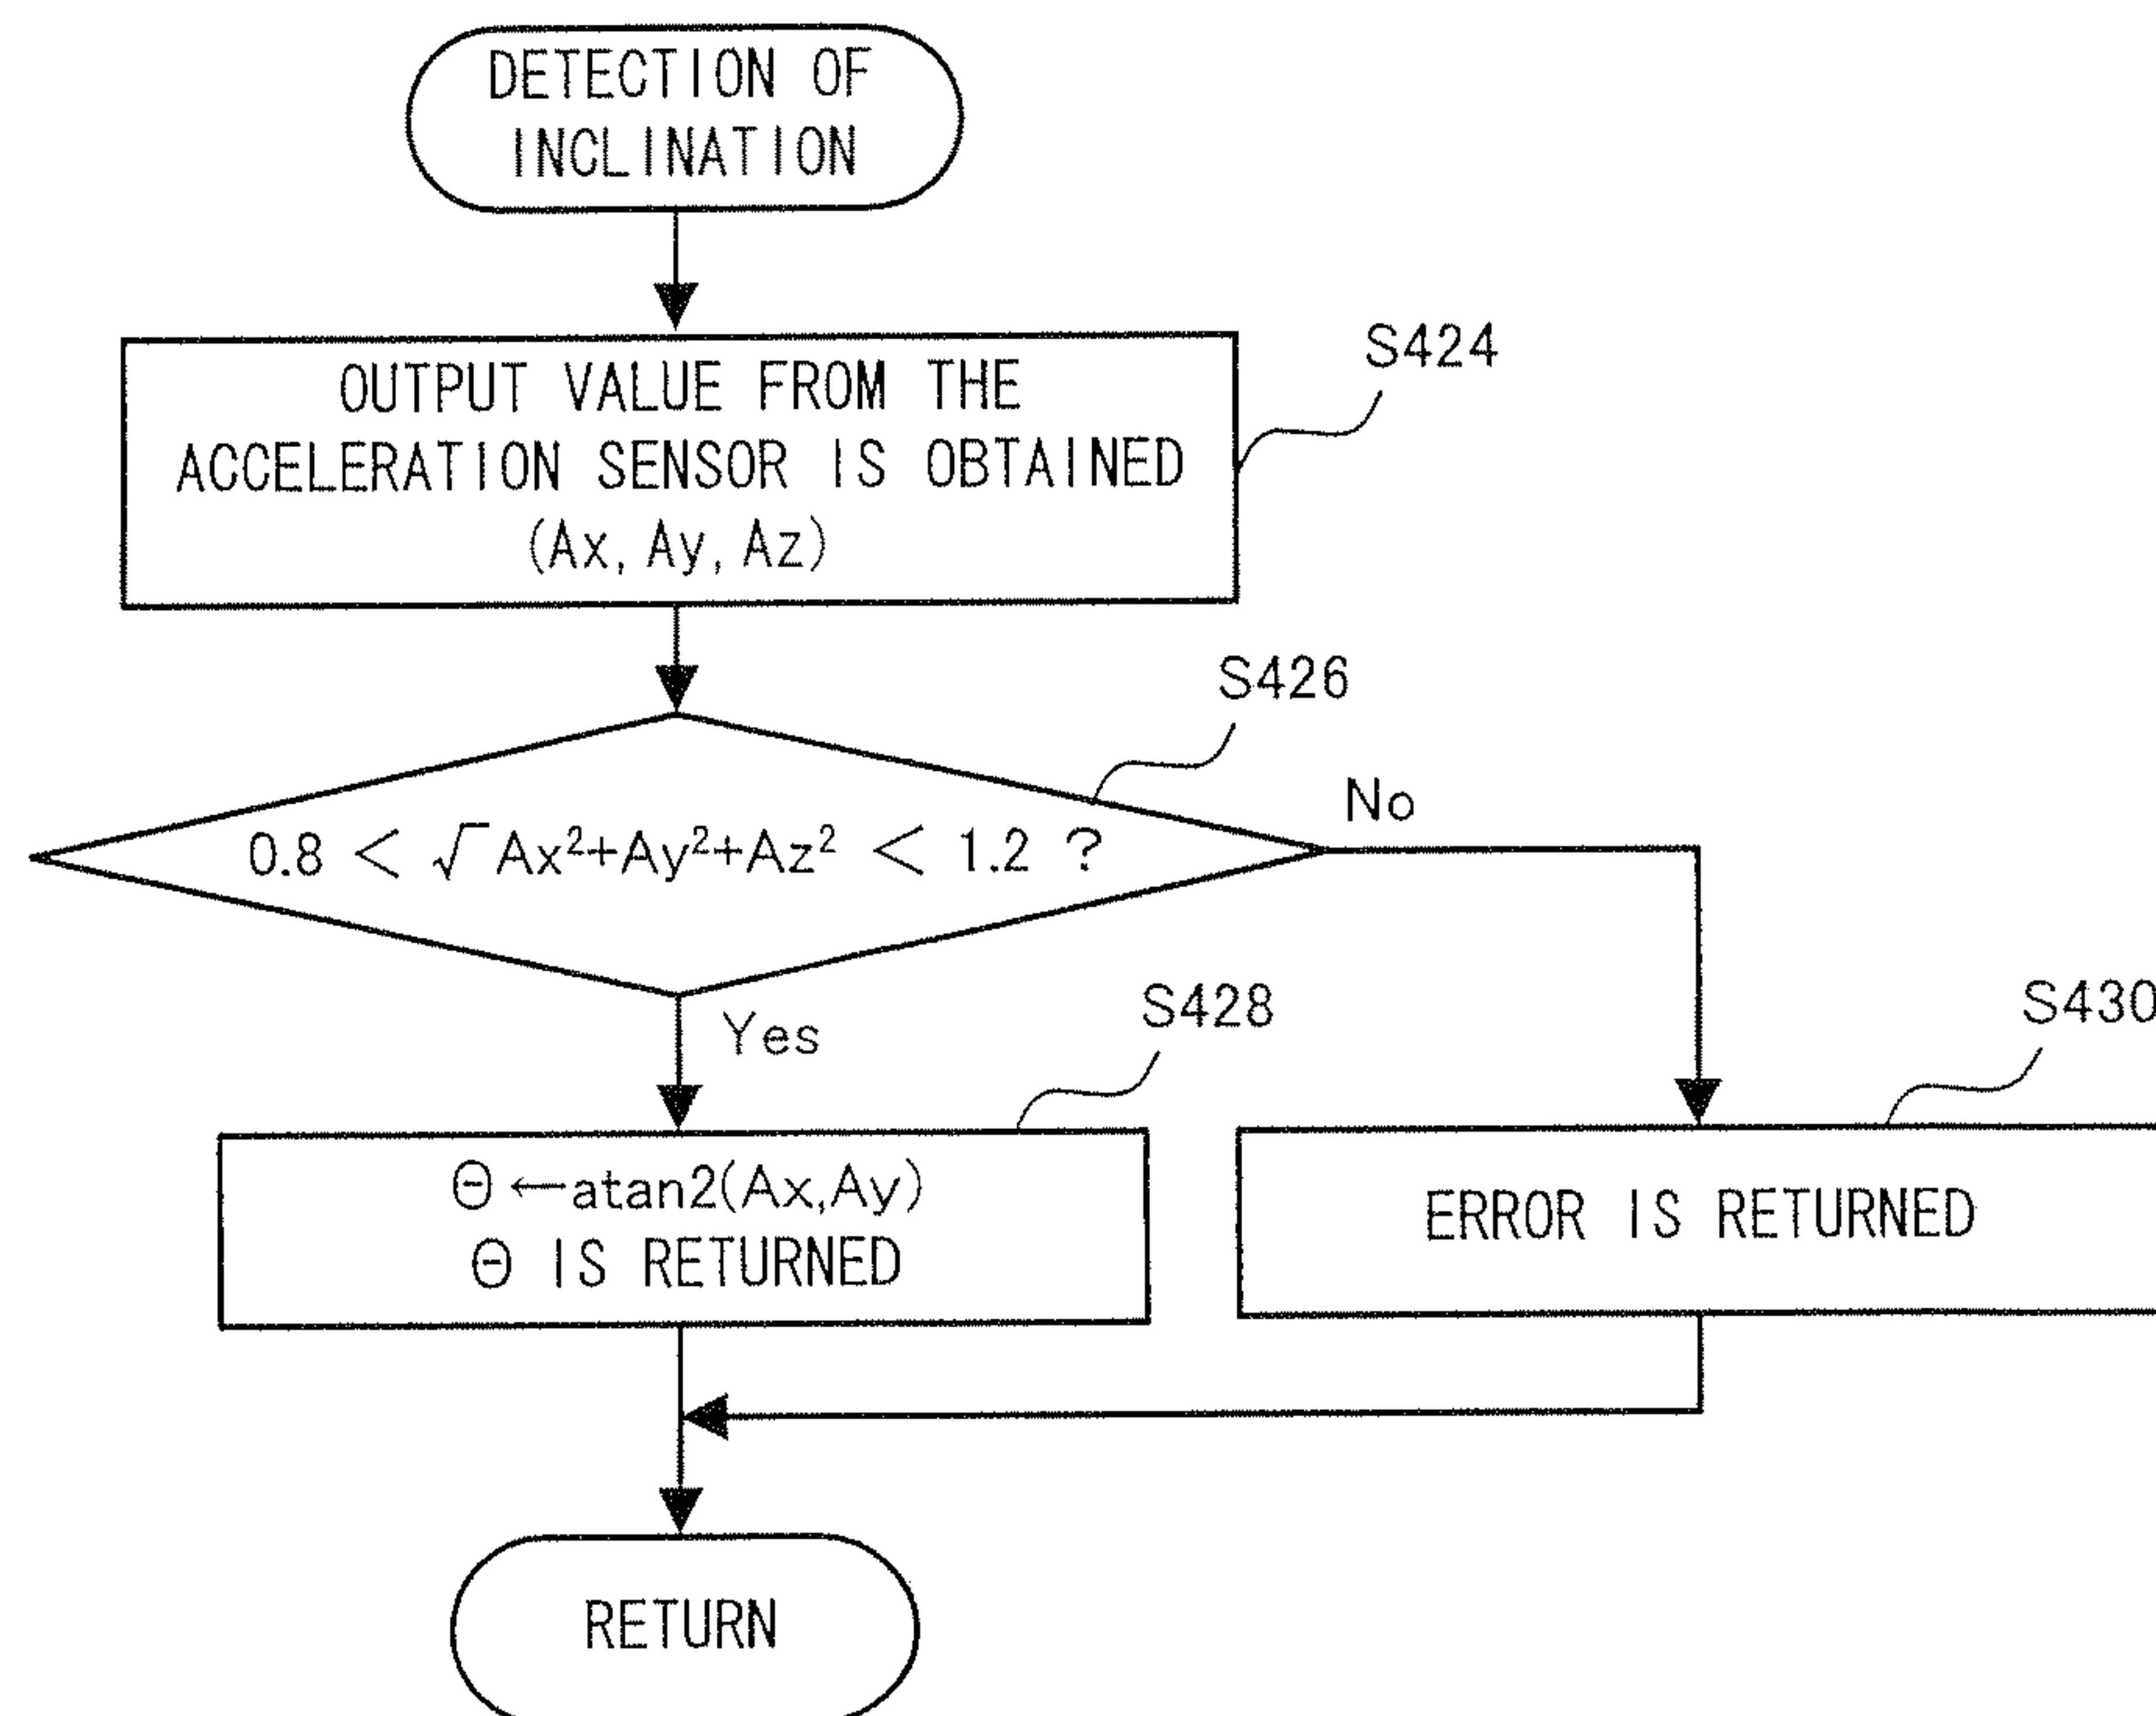 DETECTION OF
INCLINATION
S424
OUTPUT VALUE FROM THE
ACCELERATION SENSOR IS OBTAINED
(Ax, Ay, Az)
S426
No
0.8 < √Ax²+Ay²+Az² < 1.2 ?
Yes
S428
S430
Θ←atan2(Ax,Ay)
Θ IS RETURNED
ERROR IS RETURNED
RETURN